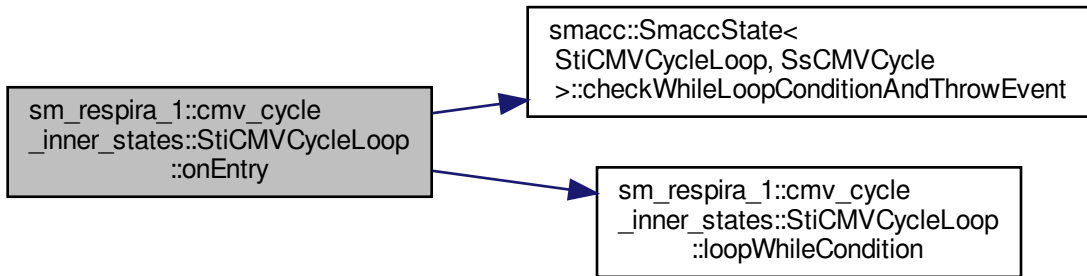 sm_respira_1::cmv_cycle
_inner_states::StiCMVCycleLoop
::onEntry
smacc::SmaccState<
StiCMVCycleLoop, SsCMVCycle
>::checkWhileLoopConditionAndThrowEvent
sm_respira_1::cmv_cycle
_inner_states::StiCMVCycleLoop
::loopWhileCondition